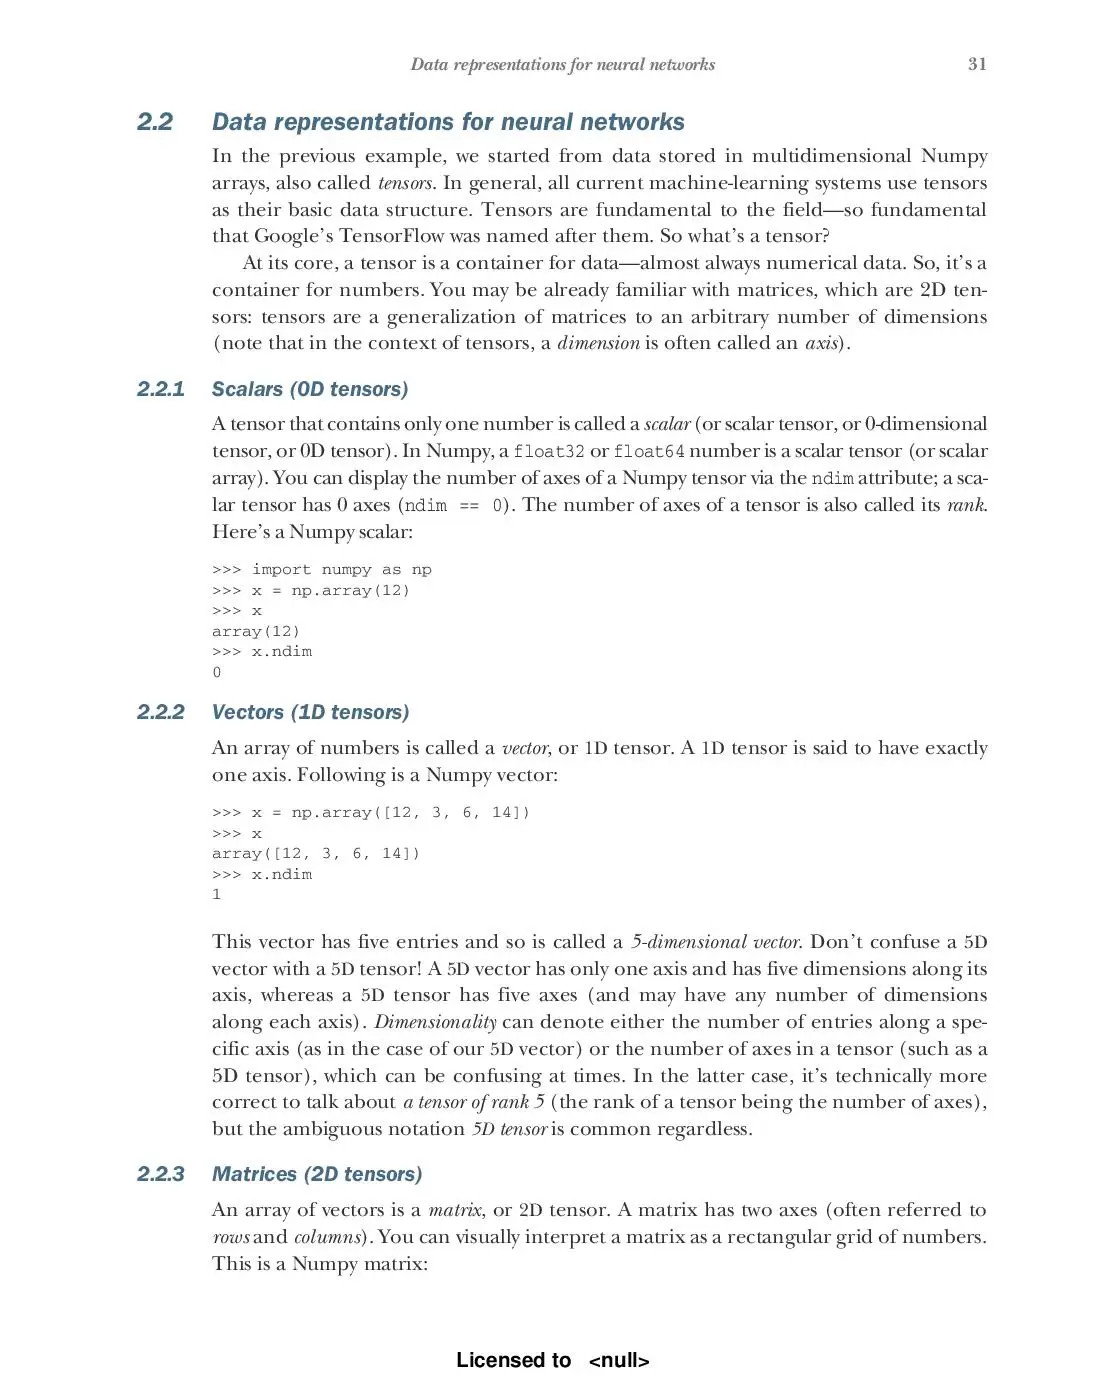 Data representations for neural networks 31
2.2 Data representations for neural networks
In the previous example, we started from data stored in multidimensional Numpy
arrays, also called tensors. In general, all current machine-learning systems use tensors
as their basic data structure. Tensors are fundamental to the field—so fundamental
that Google’s TensorFlow was named after them. So what’s a tensor?
At its core, a tensor is a container for data—almost always numerical data. So, it’s a
container for numbers. You may be already familiar with matrices, which are 2D ten-
sors: tensors are a generalization of matrices to an arbitrary number of dimensions
(note that in the context of tensors, a dimension is often called an axis).
2.2.1 Scalars (0D tensors)
A tensor that contains only one number is called a scalar (or scalar tensor, or 0-dimensional
tensor, or 0D tensor). In Numpy, a float32 or float64 number is a scalar tensor (or scalar
array). You can display the number of axes of a Numpy tensor via the ndim attribute; a sca-
lar tensor has 0 axes (ndim == 0). The number of axes of a tensor is also called its rank.
Here’s a Numpy scalar:
>>> import numpy as np
>>> x = np.array(12)
>>> x
array(12)
>>> x.ndim
0
2.2.2 Vectors (1D tensors)
An array of numbers is called a vector, or 1D tensor. A 1D tensor is said to have exactly
one axis. Following is a Numpy vector:
>>> x = np.array([12, 3, 6, 14])
>>> x
array([12, 3, 6, 14])
>>> x.ndim
1
This vector has five entries and so is called a 5-dimensional vector. Don’t confuse a 5D
vector with a 5D tensor! A 5D vector has only one axis and has five dimensions along its
axis, whereas a 5D tensor has five axes (and may have any number of dimensions
along each axis). Dimensionality can denote either the number of entries along a spe-
cific axis (as in the case of our 5D vector) or the number of axes in a tensor (such as a
5D tensor), which can be confusing at times. In the latter case, it’s technically more
correct to talk about a tensor of rank 5 (the rank of a tensor being the number of axes),
but the ambiguous notation 5D tensor is common regardless.
2.2.3 Matrices (2D tensors)
An array of vectors is a matrix, or 2D tensor. A matrix has two axes (often referred to
rows and columns). You can visually interpret a matrix as a rectangular grid of numbers.
This is a Numpy matrix:
Licensed to <null>